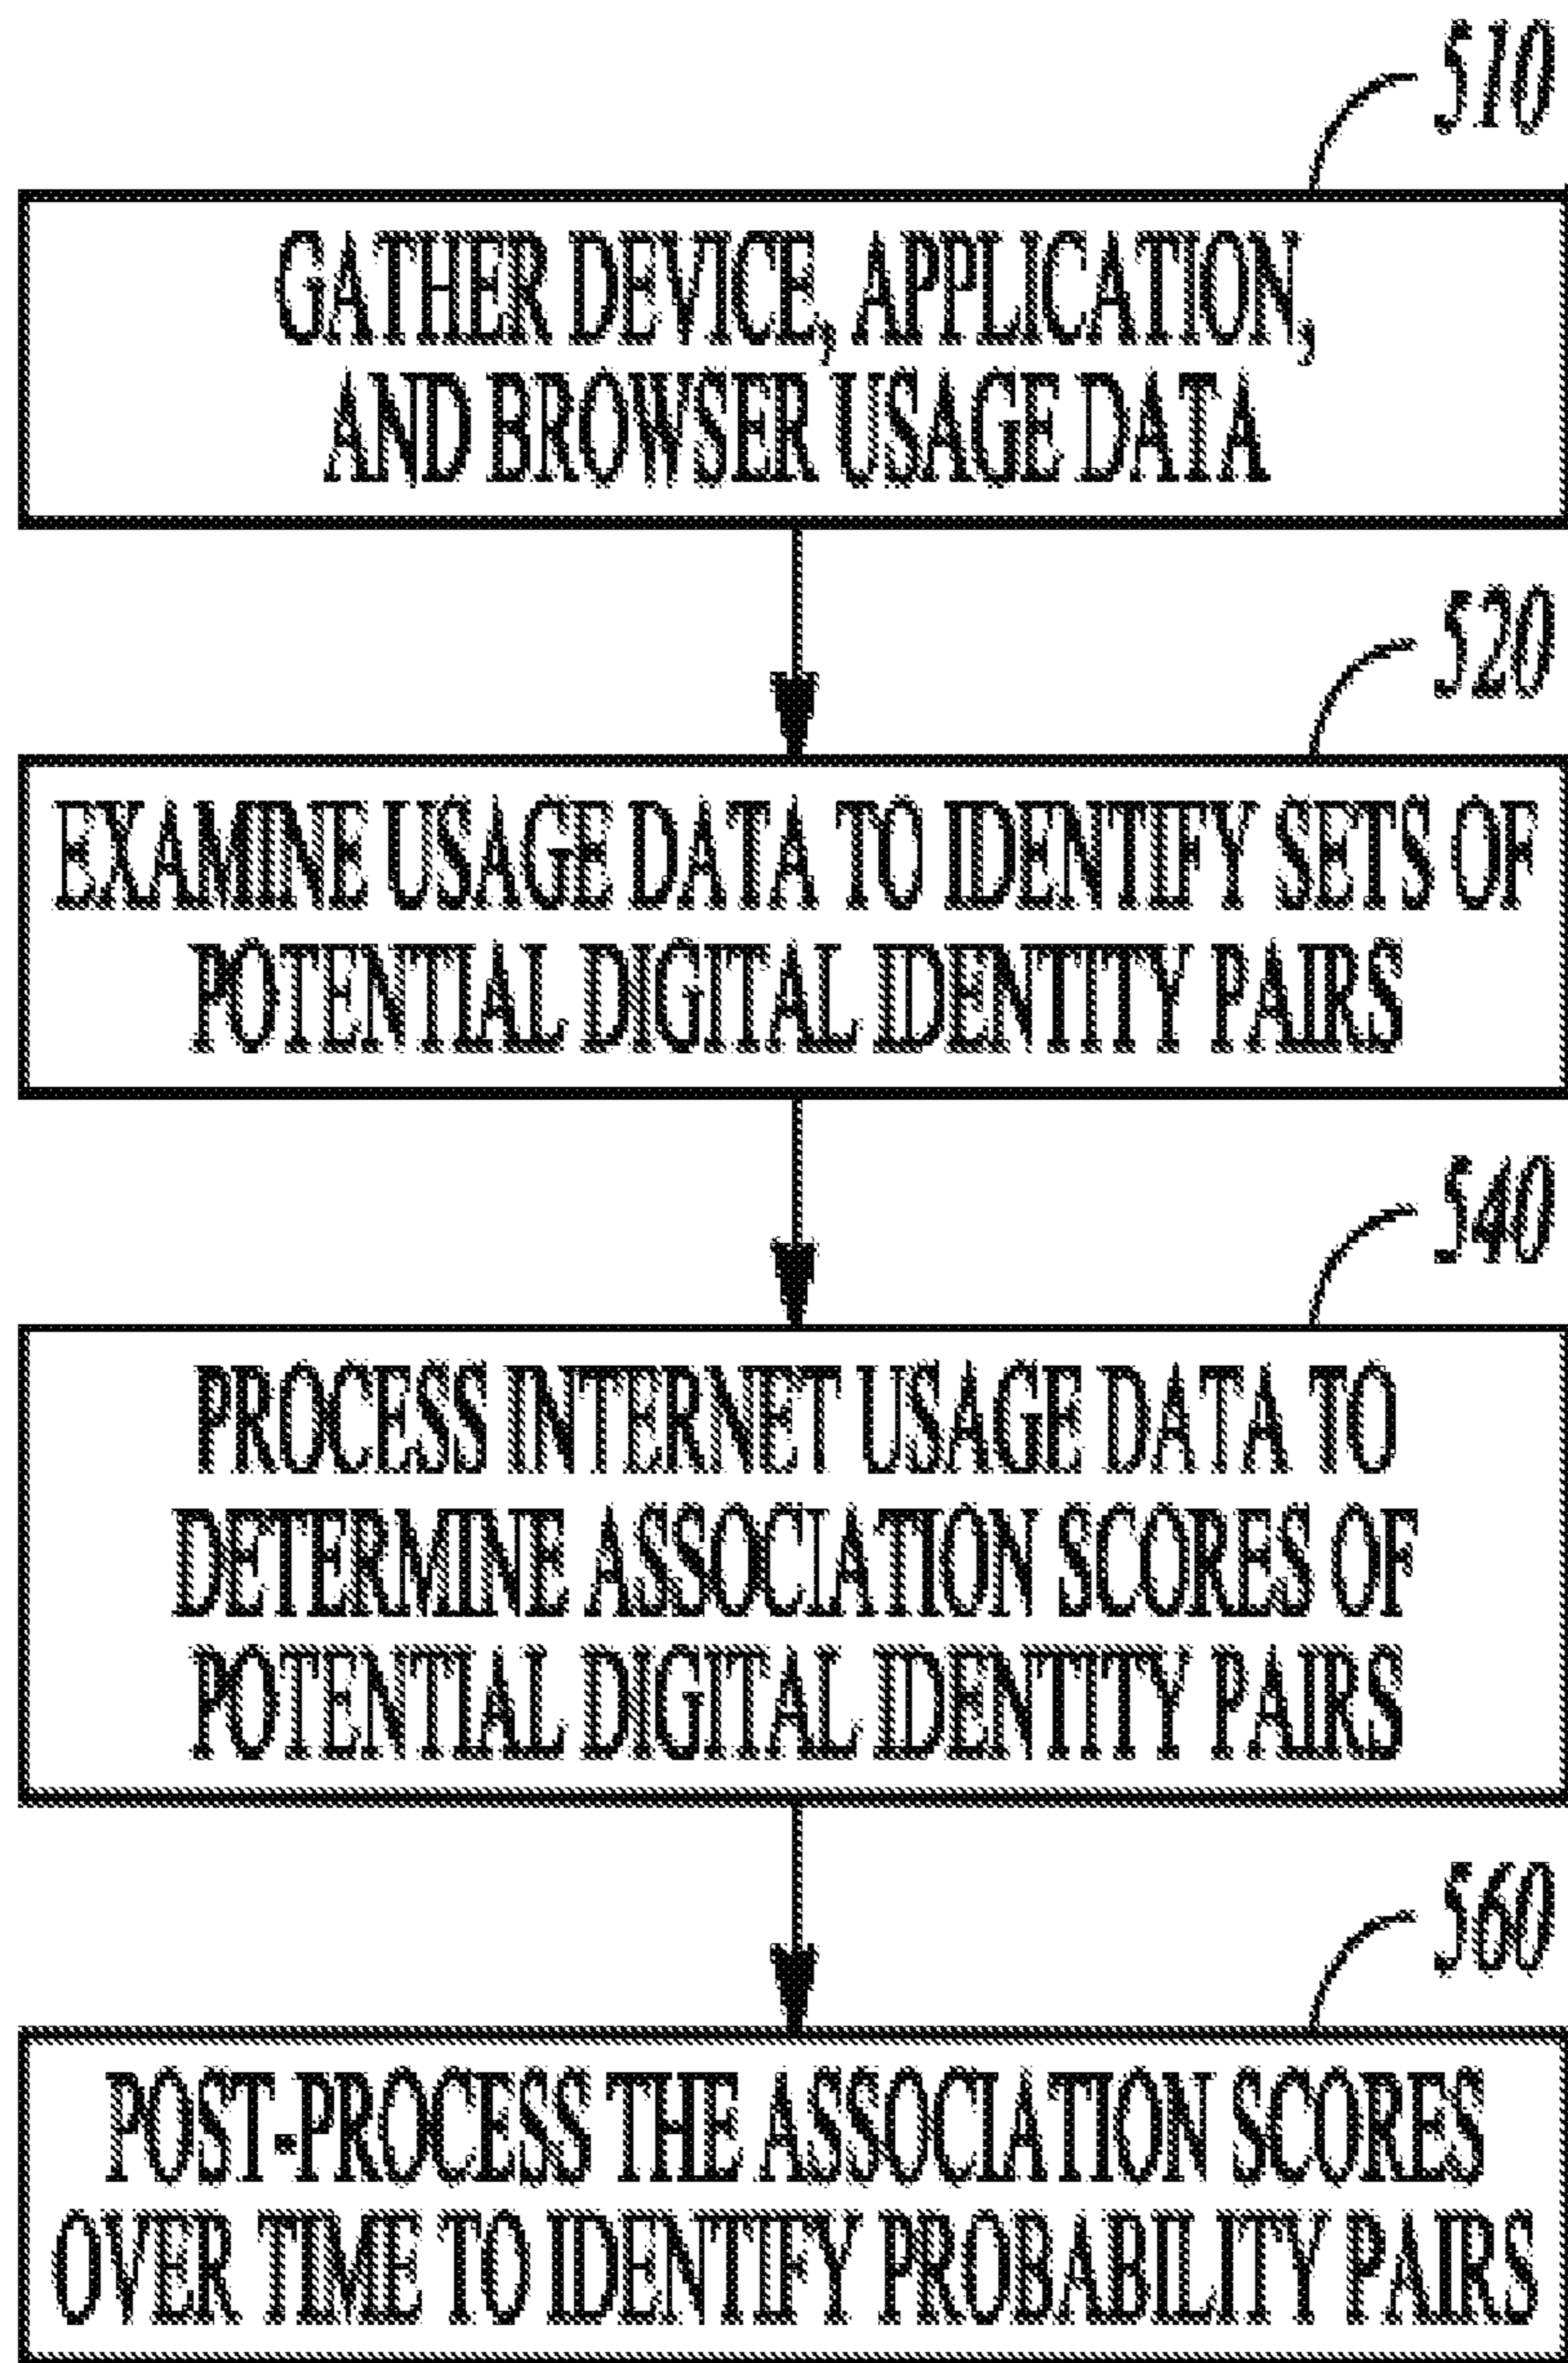 510
GATHER DEVICE, APPLICATION,
AND BROWSER USAGE DATA
520
EXAMINE USAGE DATA TO IDENTIFY SETS OF
POTENTIAL DIGITAL IDENTITY PAIRS
540
PROCESS INTERNET USAGE DATA TO
DETERMINE ASSOCIATION SCORES OF
POTENTIAL DIGITAL IDENTITY PAIRS
560
POST-PROCESS THE ASSOCIATION SCORES
OVER TIME TO IDENTIFY PROBABILITY PAIRS